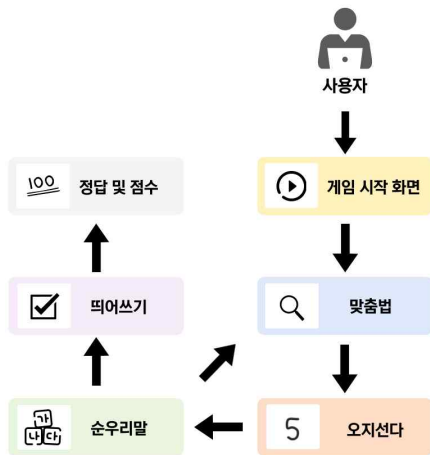 사용자
100 정답 및 점수
게임 시작 화면
띄어쓰기
맞춤법
가
나 다
순우리말
5 오지선다